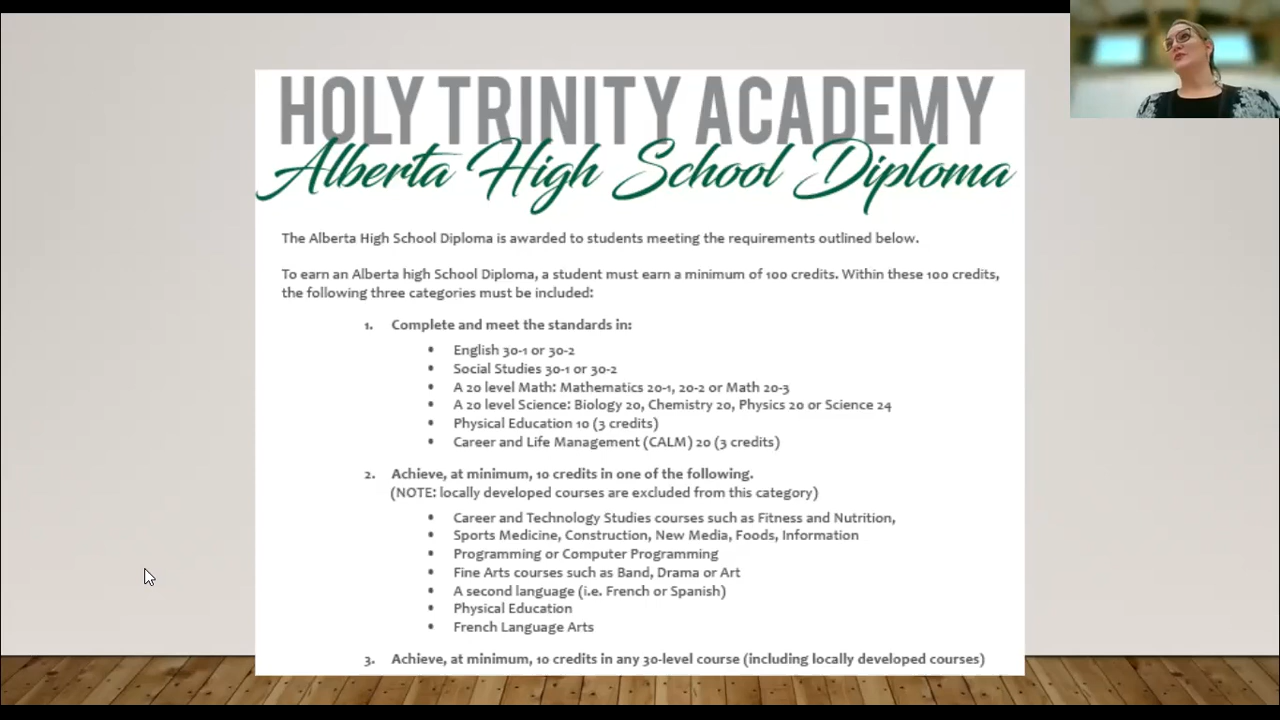 HOLY TRINITY ACADEMY
Alberta High School Diploma
The Alberta High School Diploma is awarded to students meeting the requirements outlined below.
To earn an Alberta high School Diploma, a student must earn a minimum of 100 credits. Within these 100 credits,
the following three categories must be included:
1. Complete and meet the standards in:
• English 30-1 or 30-2
• Social Studies 30-1 or 30-2
• A 20 level Math: Mathematics 20-1, 20-2 or Math 20-3
• A 20 level Science: Biology 20, Chemistry 20, Physics 20 or Science 24
• Physical Education 10 (3 credits)
• Career and Life Management (CALM) 20 (3 credits)
2. Achieve, at minimum, 10 credits in one of the following.
(NOTE: locally developed courses are excluded from this category)
• Career and Technology Studies courses such as Fitness and Nutrition,
• Sports Medicine, Construction, New Media, Foods, Information
• Programming or Computer Programming
• Fine Arts courses such as Band, Drama or Art
• A second language (i.e. French or Spanish)
• Physical Education
• French Language Arts
3. Achieve, at minimum, 10 credits in any 30-level course (including locally developed courses)